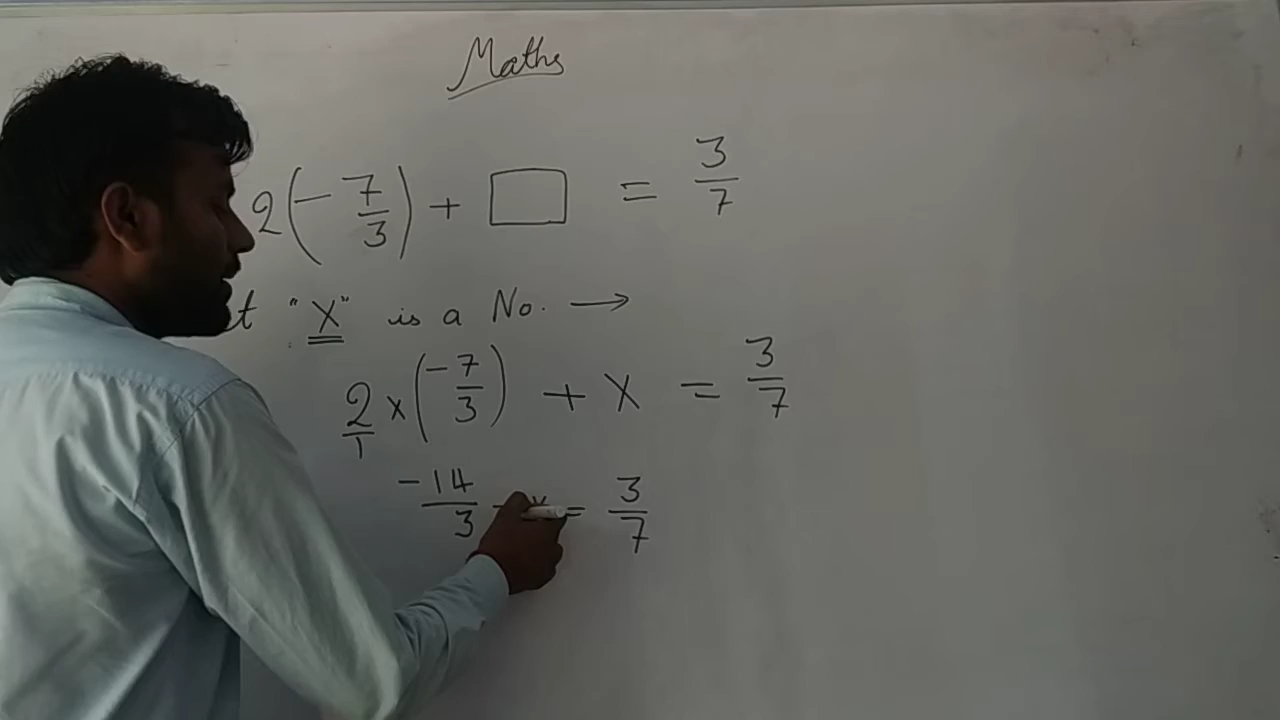 Maths
2(-7/3) + □ = 3/7
"X" is a No. →
2/1 x (-7/3) + X = 3/7
-14/3 = 3/7